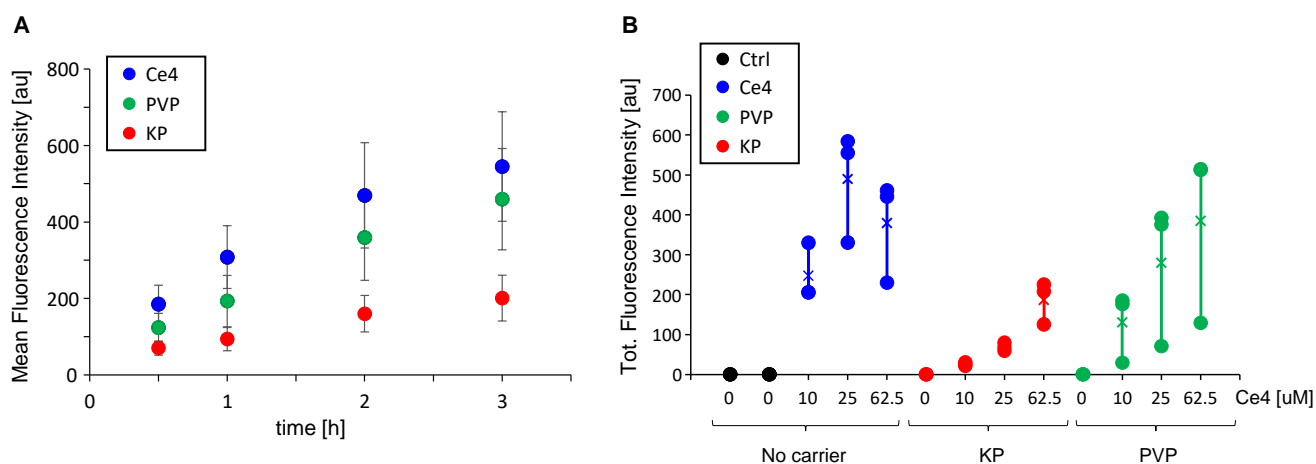 A
Mean Fluorescence Intensity [au]
800
600
400
200
0
Ce4
PVP
KP
0 1 2 3
time [h]
B
Tot. Fluorescence Intensity [au]
700
600
500
400
300
200
100
0
Ctrl
Ce4
PVP
KP
0 0 10 25 62.5 0 10 25 62.5 0 10 25 62.5 Ce4 [uM]
No carrier KP PVP